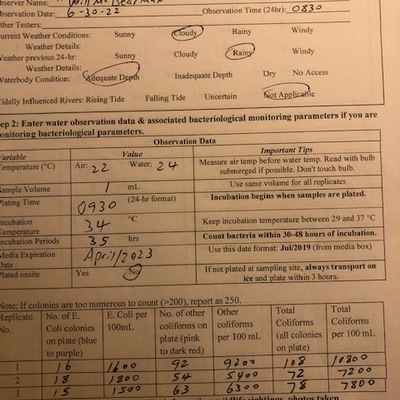 server Name:
servation Date: 6-30-22 Observation Time (24hr): 0830
ther Testers:
urrent Weather Conditions: Sunny Cloudy Rainy Windy
Weather Details:
Weather previous 24-hr: Sunny Cloudy Rainy Windy
Weather Details:
Waterbody Condition: Adequate Depth Inadequate Depth Dry No Access
Tidally Influenced Rivers: Rising Tide Falling Tide Uncertain Not Applicable
ep 2: Enter water observation data & associated bacteriological monitoring parameters if you are
onitoring bacteriological parameters.
Observation Data
Variable Value Important Tips
Temperature (°C) Air: 22 Water: 24 Measure air temp before water temp. Read with bulb
submerged if possible. Don't touch bulb.
Sample Volume 1 mL Use same volume for all replicates
Plating Time 0930 (24-hr format) Incubation begins when samples are plated.
Incubation
Temperature 34 °C Keep incubation temperature between 29 and 37 °C
Incubation Periods 35 hrs Count bacteria within 30-48 hours of incubation.
Media Expiration
Date April/2023 Use this date format: Jul/2019 (from media box)
Plated onsite Yes No If not plated at sampling site, always transport on
ice and plate within 3 hours.
Note: If colonies are too numerous to count (>200), report as 250.
Replicate No. No. of E. Coli colonies on plate (blue to purple) E. Coli per 100mL No. of other coliforms on plate (pink to dark red) Other coliforms per 100 mL Total Coliforms (all colonies on plate) Total Coliforms per 100 mL
1 16 1600 92 9200 108 10800
2 18 1800 54 5400 72 7200
3 15 1500 63 6300 78 7800